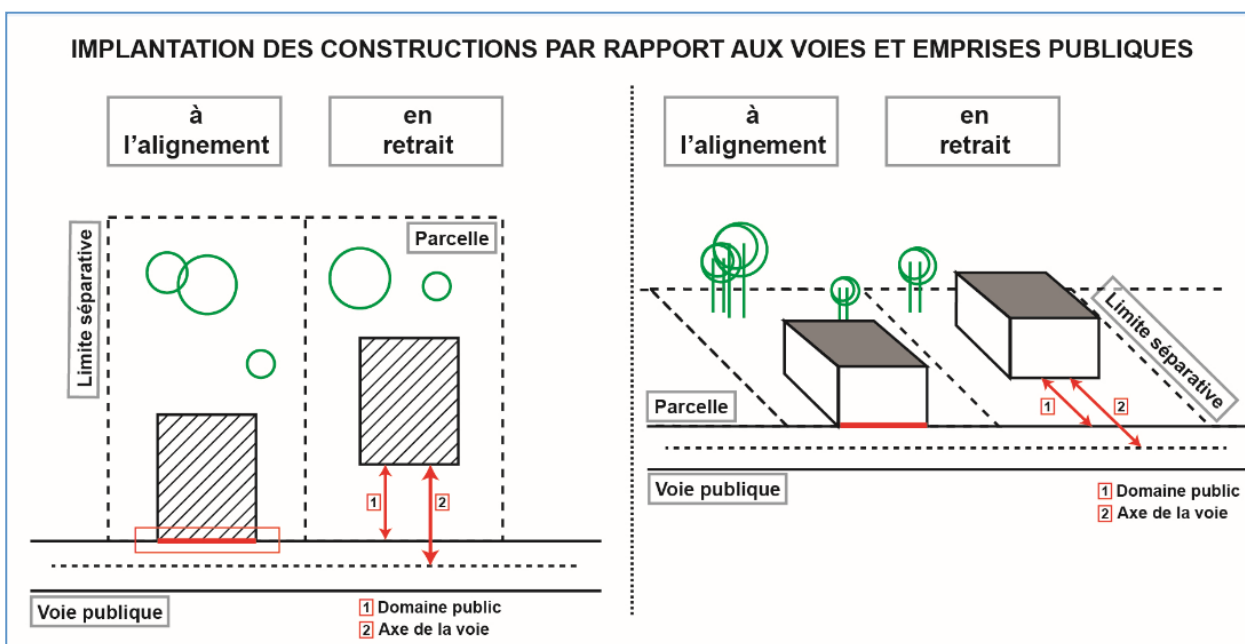 IMPLANTATION DES CONSTRUCTIONS PAR RAPPORT AUX VOIES ET EMPRISES PUBLIQUES
à
l'alignement
en
retrait
Limite séparative
Parcelle
1
2
Voie publique
1 Domaine public
2 Axe de la voie
à
l'alignement
en
retrait
Limite séparative
Parcelle
1
2
Voie publique
1 Domaine public
2 Axe de la voie